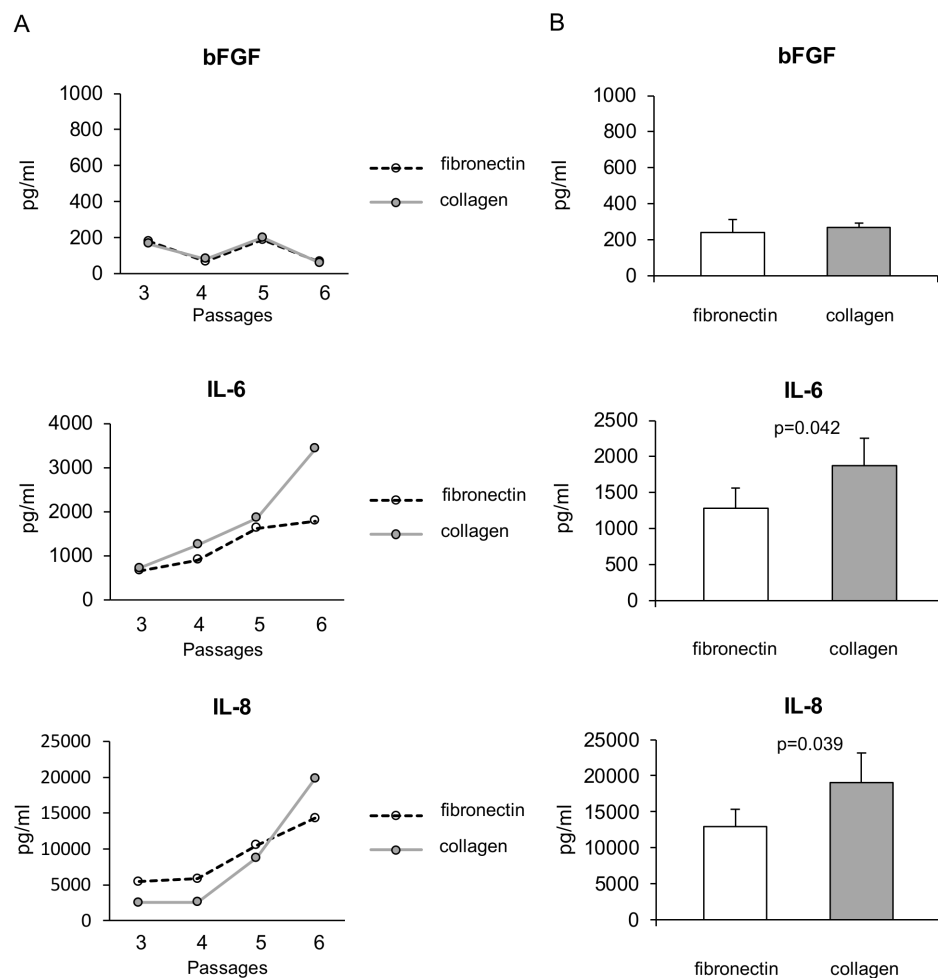 A
bFGF
1000
800
600
400
200
0
pg/ml
3 4 5 6
Passages
fibronectin
collagen
IL-6
4000
3000
2000
1000
0
pg/ml
3 4 5 6
Passages
fibronectin
collagen
IL-8
25000
20000
15000
10000
5000
0
pg/ml
3 4 5 6
Passages
fibronectin
collagen
B
bFGF
1000
800
600
400
200
0
pg/ml
fibronectin collagen
IL-6
p=0.042
2500
2000
1500
1000
500
0
pg/ml
fibronectin collagen
IL-8
p=0.039
25000
20000
15000
10000
5000
0
pg/ml
fibronectin collagen